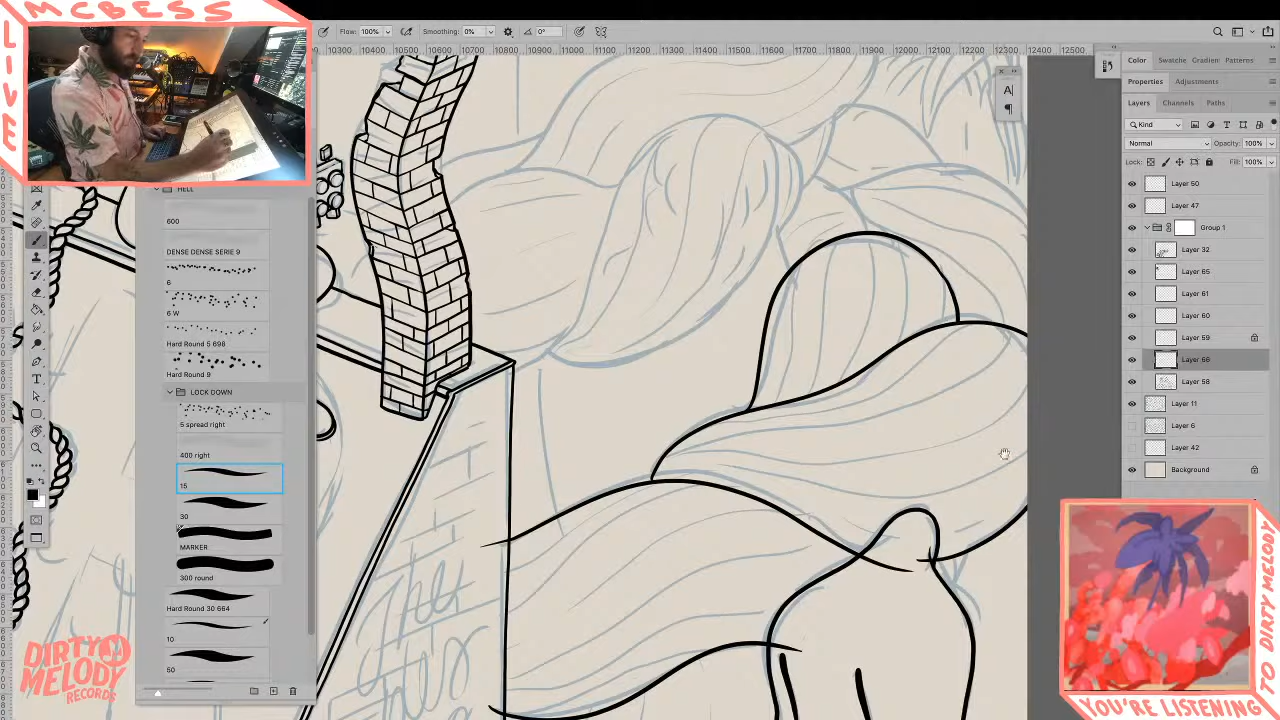 MCBESS
LIVE
Flow: 100%
Smoothing: 0%
0°
10300 10400 10500 10600 10700 10800 10900 11000 11100 11200 11300 11400 11500 11600 11700 11800 11900 12000 12100 12200 12300 12400 12500
HELL
600
DENSE DENSE SERIE 9
6
6 W
Hard Round 5 698
Hard Round 9
LOCK DOWN
5 spread right
400 right
15
30
MARKER
300 round
Hard Round 30 664
10
50
Color Swatche Gradien Patterns
Properties Adjustments
Layers Channels Paths
Kind
Normal Opacity: 100%
Lock: Fill: 100%
Layer 50
Layer 47
Group 1
Layer 32
Layer 65
Layer 61
Layer 60
Layer 59
Layer 66
Layer 58
Layer 11
Layer 6
Layer 42
Background
DIRTY
MELODY
RECORDS
YOU'RE LISTENING
TO DIRTY MELODY